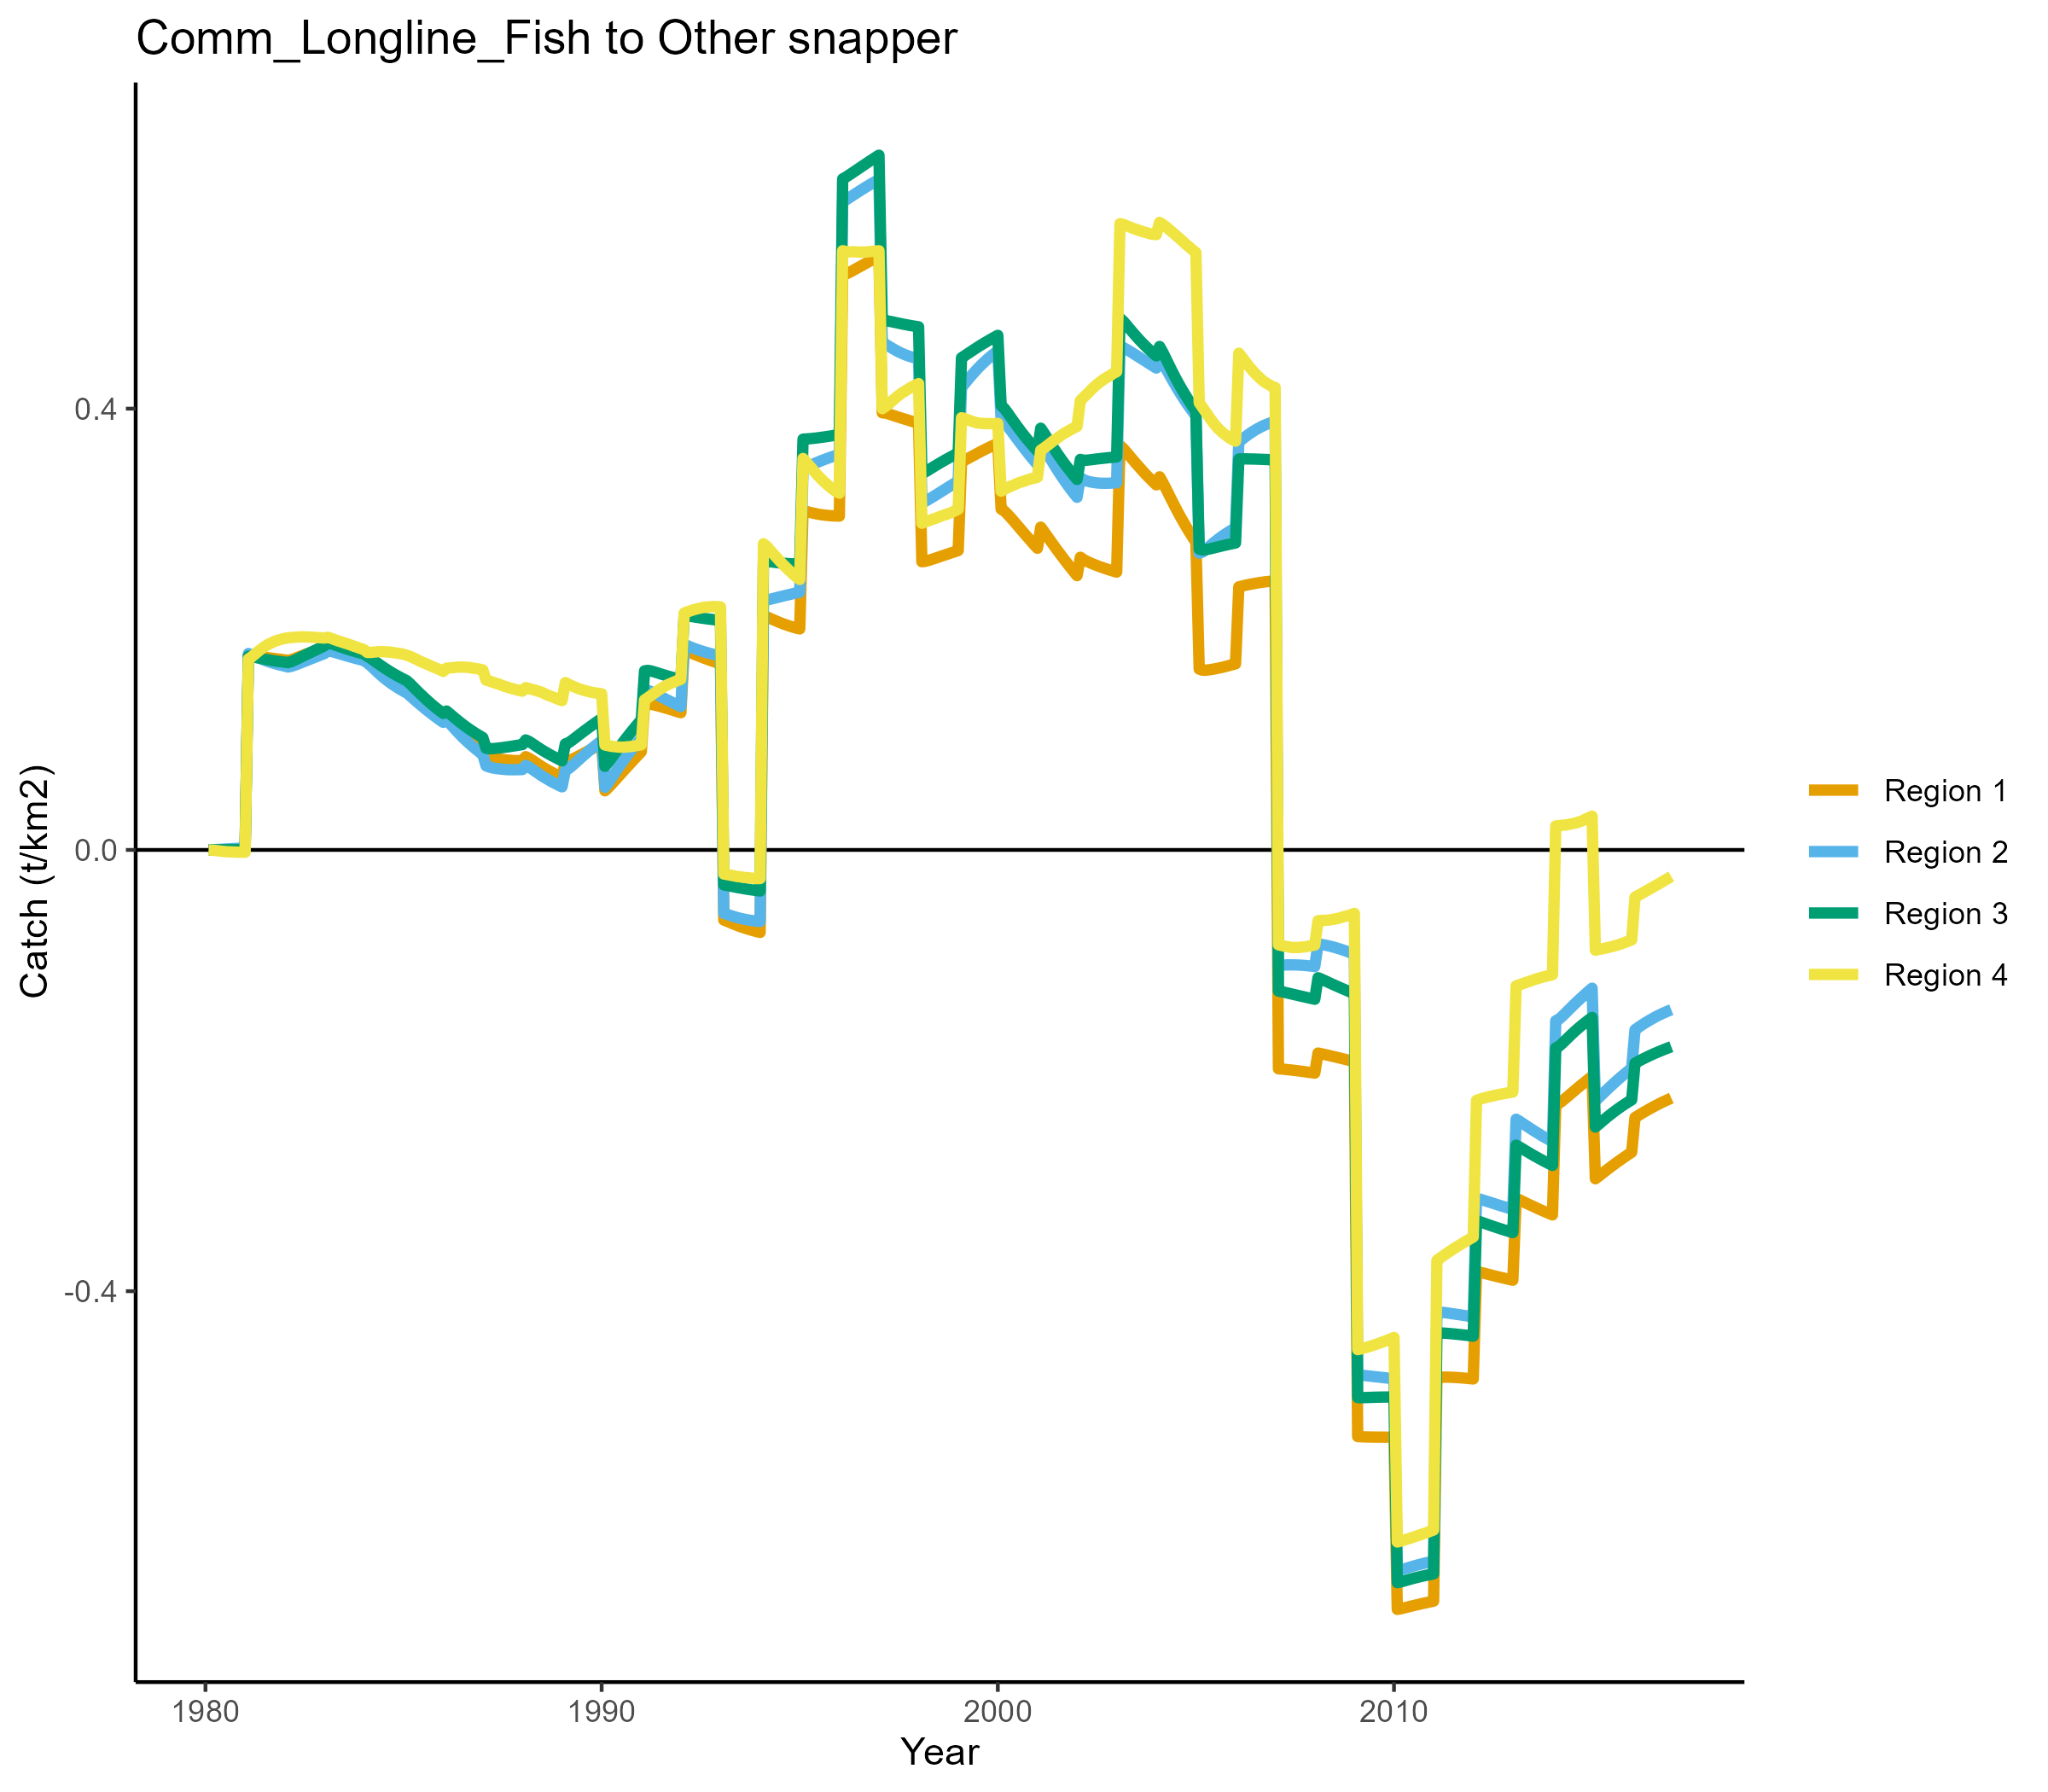 Comm_Longline_Fish to Other snapper
Catch (t/km2)
0.4
0.0
-0.4
1980
1990
2000
2010
Year
Region 1
Region 2
Region 3
Region 4